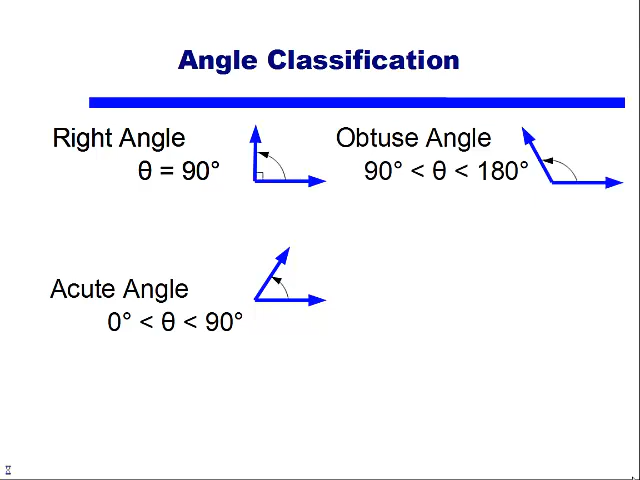 Angle Classification
Right Angle
θ = 90°
Obtuse Angle
90° < θ < 180°
Acute Angle
0° < θ < 90°